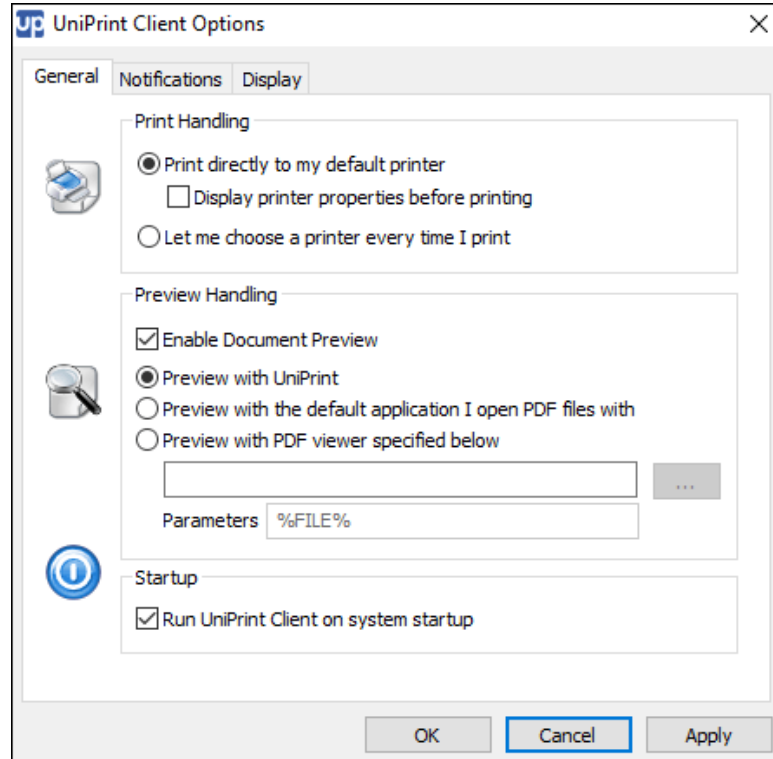 up UniPrint Client Options
General Notifications Display
Print Handling
Print directly to my default printer
Display printer properties before printing
Let me choose a printer every time I print
Preview Handling
Enable Document Preview
Preview with UniPrint
Preview with the default application I open PDF files with
Preview with PDF viewer specified below
...
Parameters %FILE%
Startup
Run UniPrint Client on system startup
OK Cancel Apply